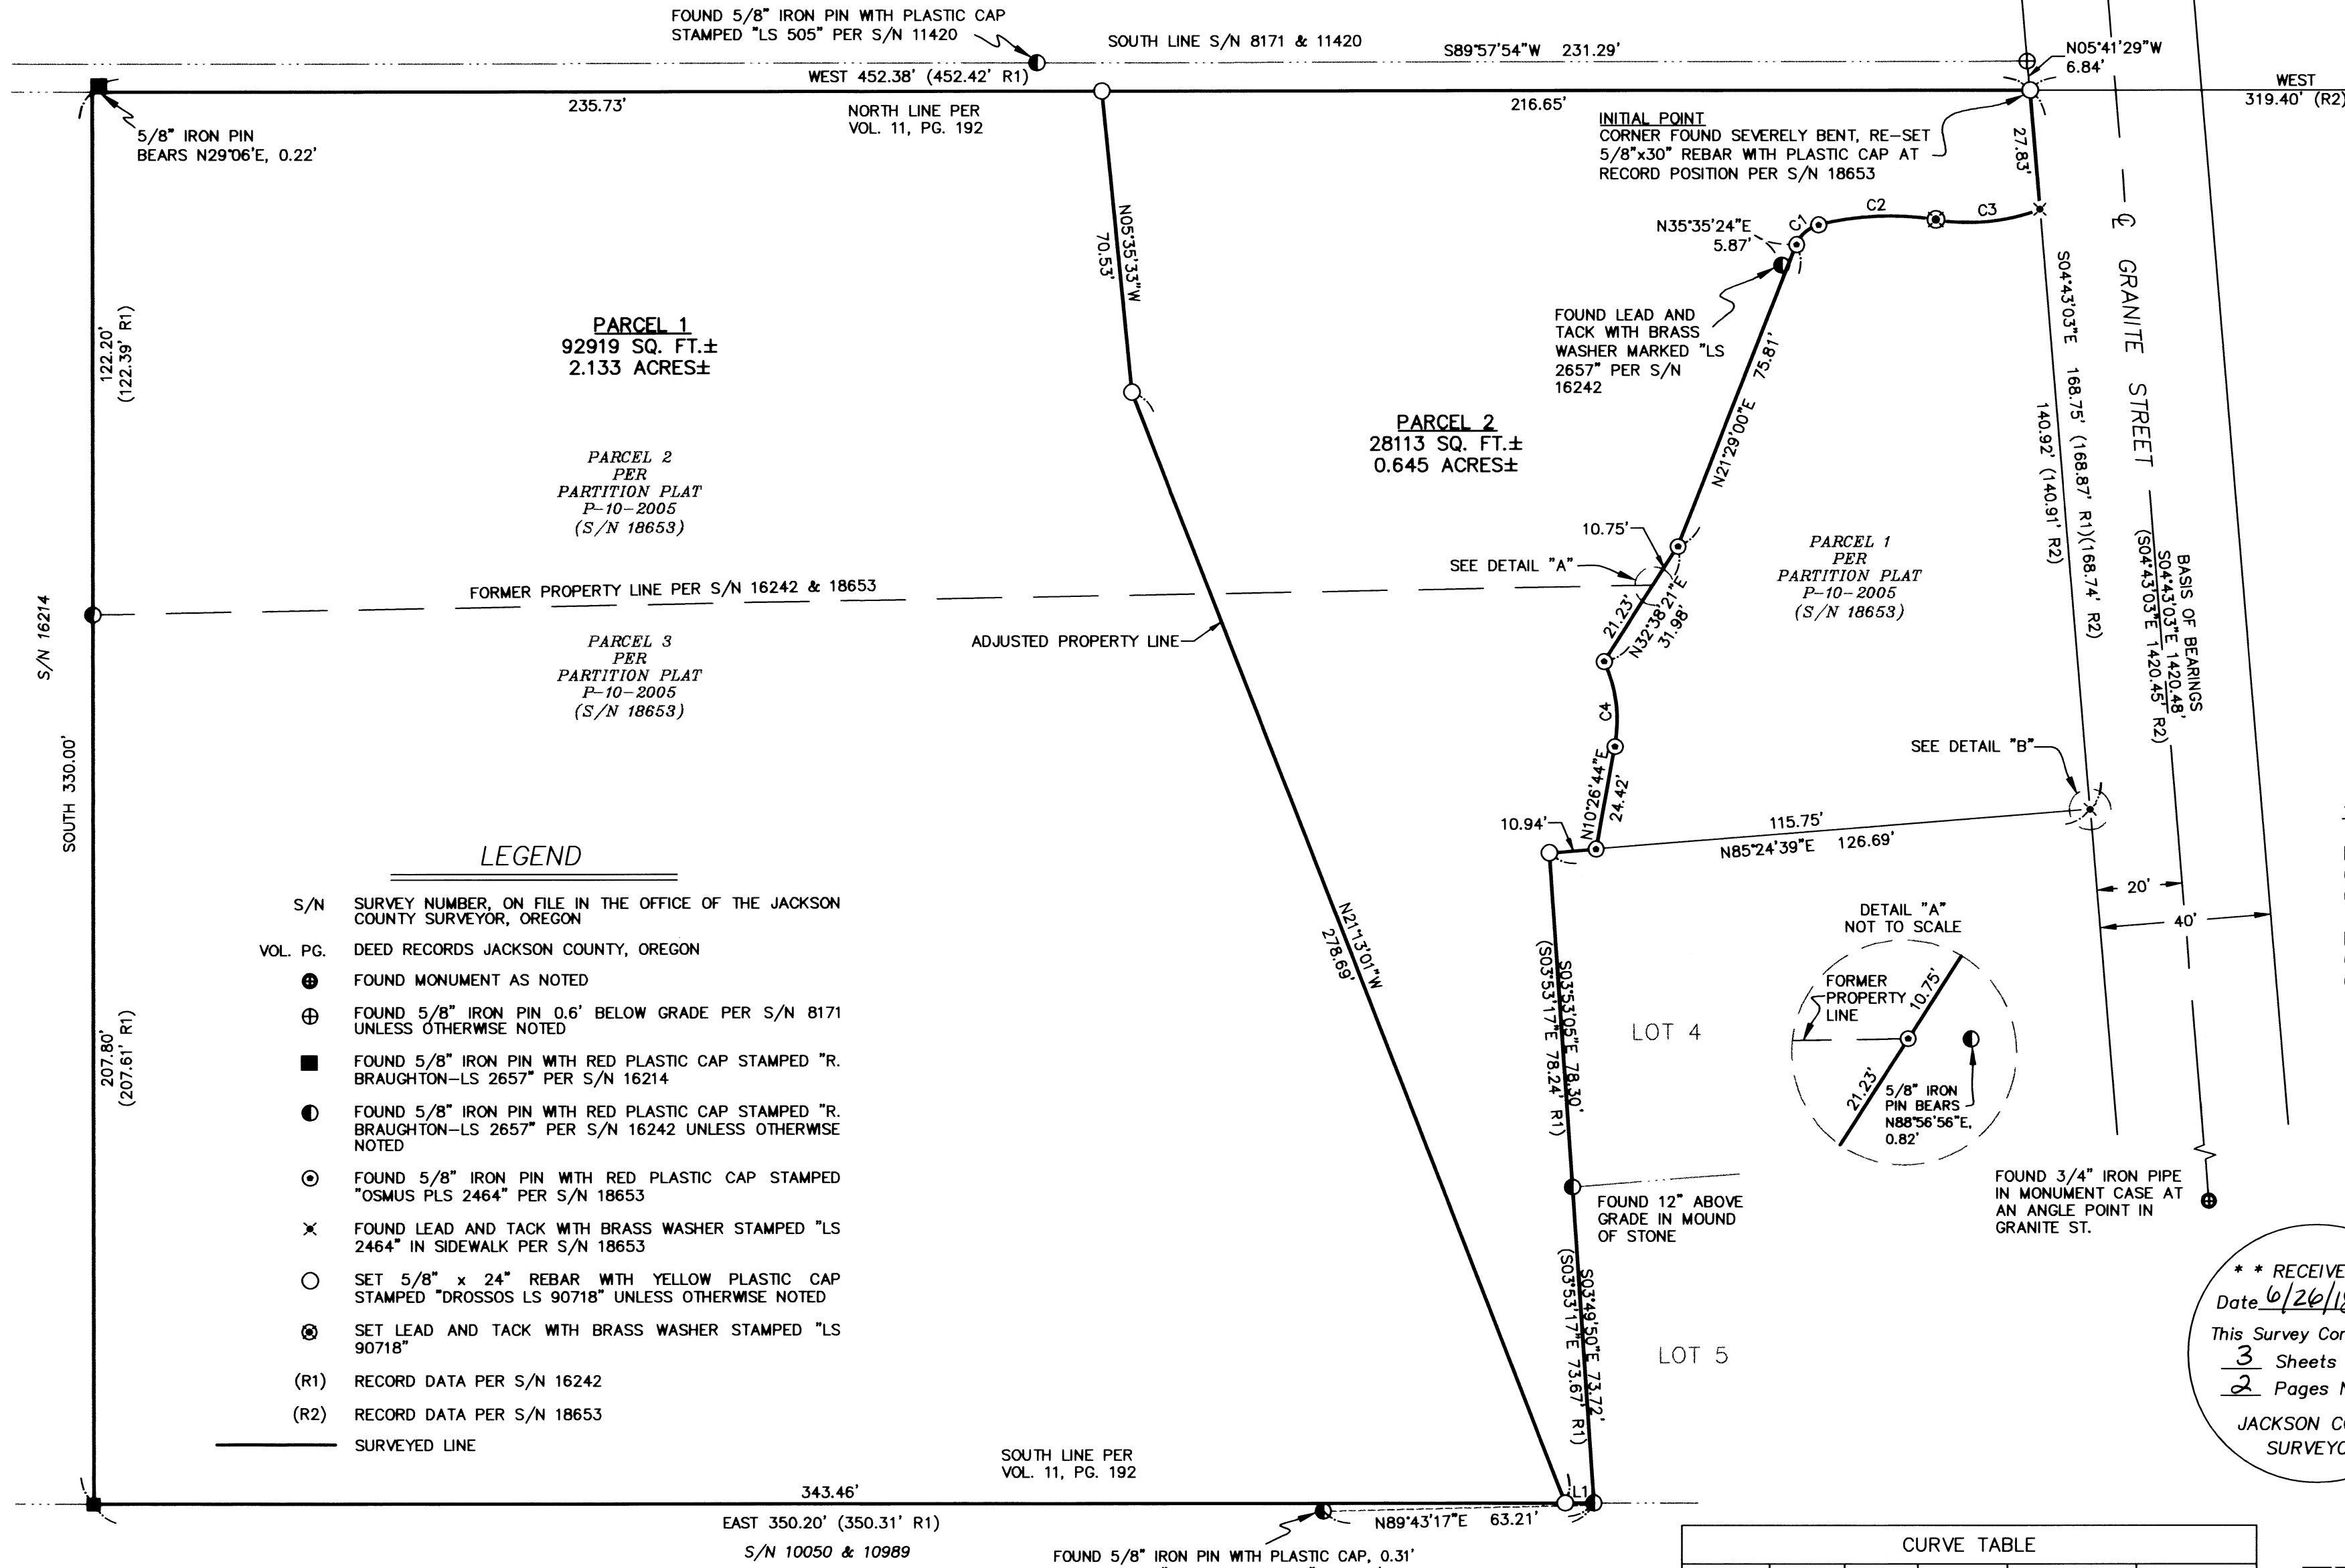 FOUND 5/8" IRON PIN WITH PLASTIC CAP
STAMPED "LS 505" PER S/N 11420
SOUTH LINE S/N 8171 & 11420
S89°57'54"W 231.29'
N05°41'29"W
6.84'
WEST 452.38' (452.42' R1)
WEST
319.40' (R2)
235.73'
NORTH LINE PER
VOL. 11, PG. 192
216.65'
5/8" IRON PIN
BEARS N29°06'E, 0.22'
INITIAL POINT
CORNER FOUND SEVERELY BENT, RE-SET
5/8"x30" REBAR WITH PLASTIC CAP AT
RECORD POSITION PER S/N 18653
27.83'
C1
C2
C3
N35°35'24"E
5.87'
N05°35'33"W
70.53'
FOUND LEAD AND
TACK WITH BRASS
WASHER MARKED "LS
2657" PER S/N
16242
75.81'
N21°29'00"E
122.20'
(122.39' R1)
PARCEL 1
92919 SQ. FT.±
2.133 ACRES±
PARCEL 2
28113 SQ. FT.±
0.645 ACRES±
PARCEL 2
PER
PARTITION PLAT
P-10-2005
(S/N 18653)
S04°43'03"E 168.75' (168.87' R1)(168.74' R2)
140.92' (140.91' R2)
℄ GRANITE STREET
BASIS OF BEARINGS
S04°43'03"E 1420.48'
(S04°43'03"E 1420.45' R2)
10.75'
SEE DETAIL "A"
PARCEL 1
PER
PARTITION PLAT
P-10-2005
(S/N 18653)
FORMER PROPERTY LINE PER S/N 16242 & 18653
21.23'
N32°38'21"E
31.98'
S/N 16214
PARCEL 3
PER
PARTITION PLAT
P-10-2005
(S/N 18653)
ADJUSTED PROPERTY LINE
C4
SEE DETAIL "B"
N10°26'44"E
24.42'
SOUTH 330.00'
10.94'
115.75'
N85°24'39"E 126.69'
20'
40'
N21°13'01"W
278.69'
LEGEND
S/N SURVEY NUMBER, ON FILE IN THE OFFICE OF THE JACKSON
COUNTY SURVEYOR, OREGON
VOL. PG. DEED RECORDS JACKSON COUNTY, OREGON
FOUND MONUMENT AS NOTED
FOUND 5/8" IRON PIN 0.6' BELOW GRADE PER S/N 8171
UNLESS OTHERWISE NOTED
FOUND 5/8" IRON PIN WITH RED PLASTIC CAP STAMPED "R.
BRAUGHTON-LS 2657" PER S/N 16214
FOUND 5/8" IRON PIN WITH RED PLASTIC CAP STAMPED "R.
BRAUGHTON-LS 2657" PER S/N 16242 UNLESS OTHERWISE
NOTED
FOUND 5/8" IRON PIN WITH RED PLASTIC CAP STAMPED
"OSMUS PLS 2464" PER S/N 18653
FOUND LEAD AND TACK WITH BRASS WASHER STAMPED "LS
2464" IN SIDEWALK PER S/N 18653
SET 5/8" x 24" REBAR WITH YELLOW PLASTIC CAP
STAMPED "DROSSOS LS 90718" UNLESS OTHERWISE NOTED
SET LEAD AND TACK WITH BRASS WASHER STAMPED "LS
90718"
(R1) RECORD DATA PER S/N 16242
(R2) RECORD DATA PER S/N 18653
SURVEYED LINE
207.80'
(207.61' R1)
S03°53'05"E 78.30'
(S03°53'17"E 78.24' R1)
LOT 4
DETAIL "A"
NOT TO SCALE
FORMER
PROPERTY
LINE
10.75'
21.23'
5/8" IRON
PIN BEARS
N88°56'56"E,
0.82'
FOUND 12" ABOVE
GRADE IN MOUND
OF STONE
FOUND 3/4" IRON PIPE
IN MONUMENT CASE AT
AN ANGLE POINT IN
GRANITE ST.
S03°49'50"E 73.72'
(S03°53'17"E 73.67' R1)
LOT 5
* * RECEIVE
Date 6/26/18
This Survey Con
3 Sheets
2 Pages N
JACKSON CO
SURVEYO
SOUTH LINE PER
VOL. 11, PG. 192
343.46'
L1
EAST 350.20' (350.31' R1)
S/N 10050 & 10989
N89°43'17"E 63.21'
FOUND 5/8" IRON PIN WITH PLASTIC CAP, 0.31'
CURVE TABLE